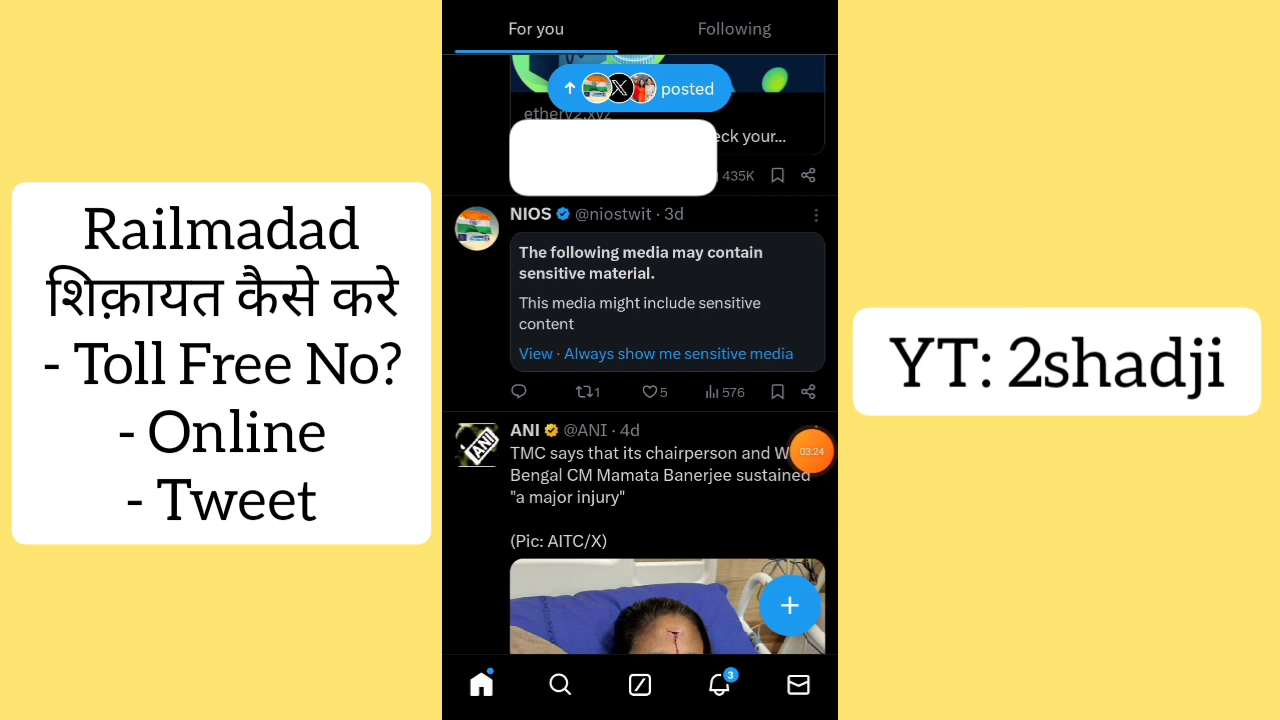 Railmadad
शिक़ायत कैसे करे
- Toll Free No?
- Online
- Tweet
For you
Following
posted
etherv2.xyz
eck your...
435K
NIOS @niostwit · 3d
The following media may contain
sensitive material.
This media might include sensitive
content
View · Always show me sensitive media
1
5
576
ANI @ANI · 4d
TMC says that its chairperson and W
Bengal CM Mamata Banerjee sustained
"a major injury"
(Pic: AITC/X)
03:24
3
YT: 2shadji